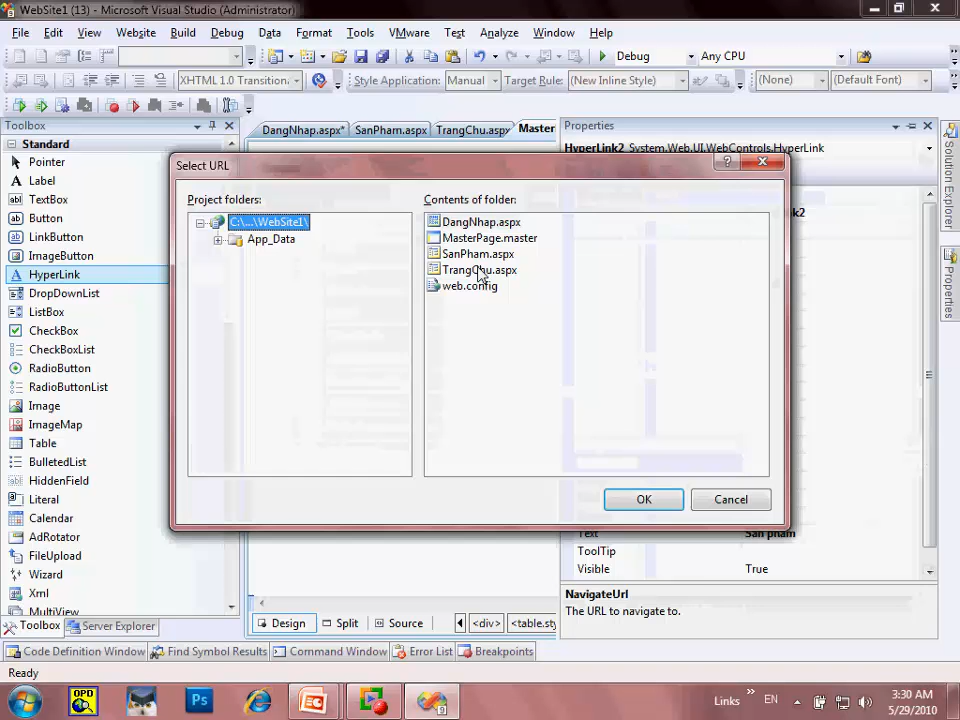 WebSite1 (13) - Microsoft Visual Studio (Administrator)
File Edit View Website Build Debug Data Format Tools VMware Test Analyze Window Help
Debug Any CPU
XHTML 1.0 Transition Style Application: Manual Target Rule: (New Inline Style) (None) (Default Font)
Toolbox
DangNhap.aspx* SanPham.aspx TrangChu.aspx Master
Properties
HyperLink2 System.Web.UI.WebControls.HyperLink
Standard
Pointer
Label
TextBox
Button
LinkButton
ImageButton
HyperLink
DropDownList
ListBox
CheckBox
CheckBoxList
RadioButton
RadioButtonList
Image
ImageMap
Table
BulletedList
HiddenField
Literal
Calendar
AdRotator
FileUpload
Wizard
Xml
MultiView
Select URL
Project folders:
C:\...\WebSite1\
App_Data
Contents of folder:
DangNhap.aspx
MasterPage.master
SanPham.aspx
TrangChu.aspx
web.config
OK Cancel
Text San pham
ToolTip
Visible True
NavigateUrl
The URL to navigate to.
Solution Explorer
Properties
Design Split Source <div> <table.sty
Toolbox Server Explorer
Code Definition Window Find Symbol Results Command Window Error List Breakpoints
Ready
OPD
Ps
Links EN
3:30 AM
5/29/2010